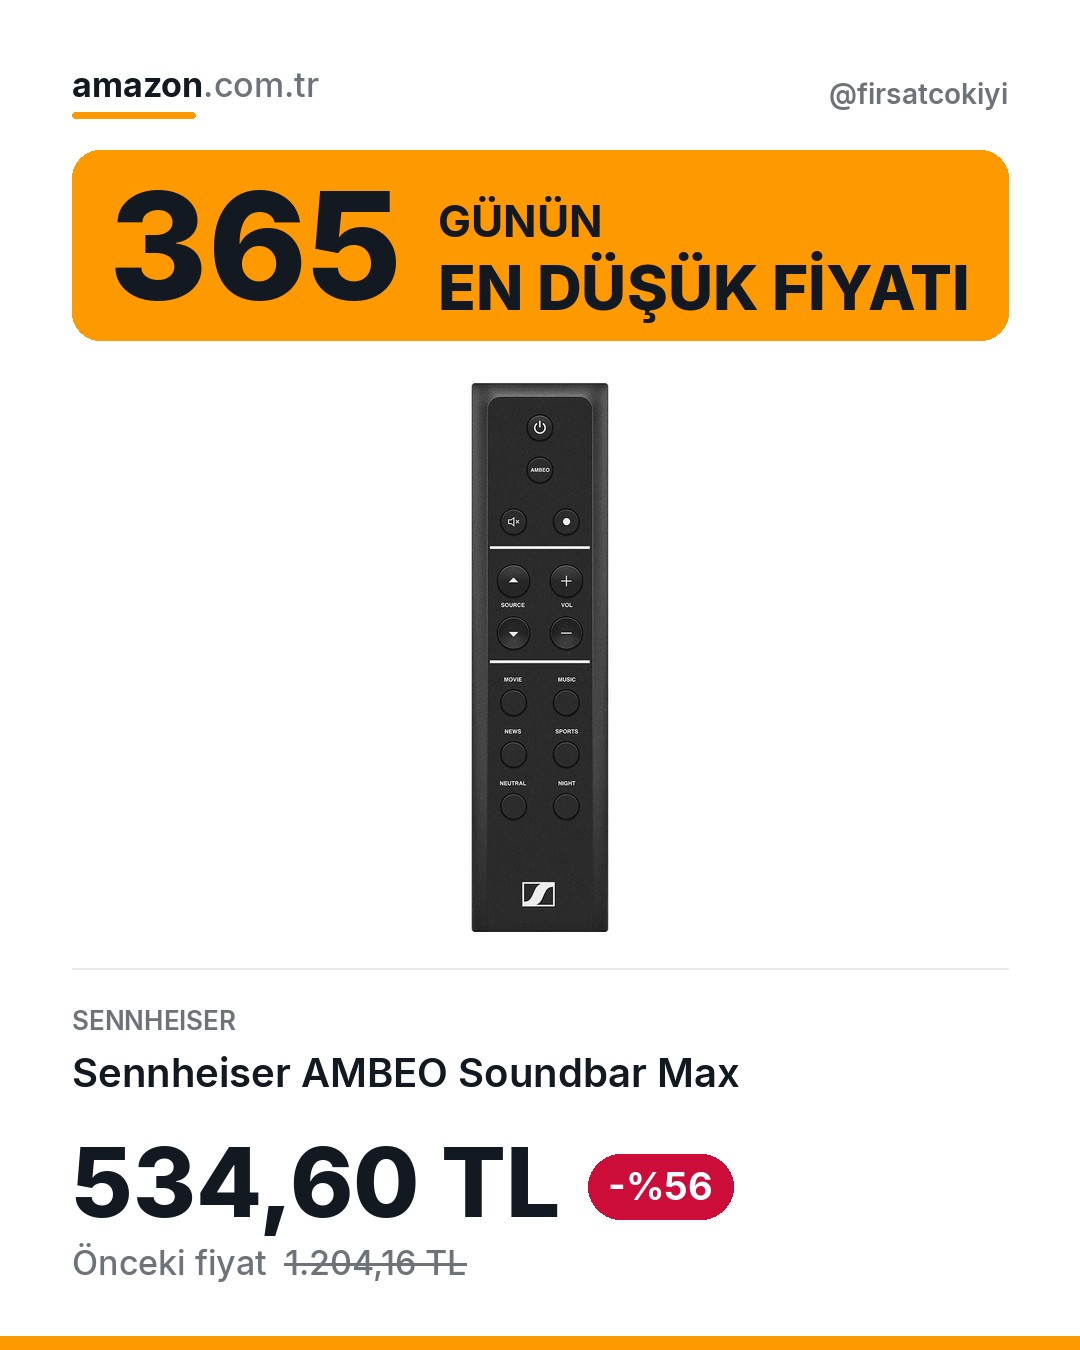 amazon.com.tr
@firsatcokiyi
365 GÜNÜN
EN DÜŞÜK FİYATI
AMBEO
SOURCE VOL
MOVIE MUSIC
NEWS SPORTS
NEUTRAL NIGHT
SENNHEISER
Sennheiser AMBEO Soundbar Max
534,60 TL -%56
Önceki fiyat 1.204,16 TL